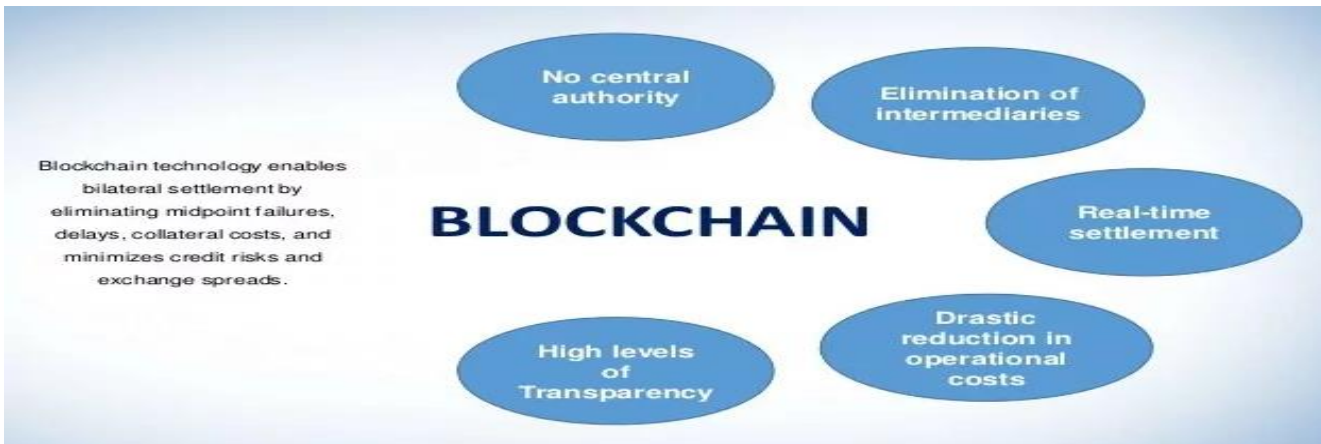 Blockchain technology enables
bilateral settlement by
eliminating midpoint failures,
delays, collateral costs, and
minimizes credit risks and
exchange spreads.
BLOCKCHAIN
No central
authority
Elimination of
intermediaries
Real-time
settlement
Drastic
reduction in
operational
costs
High levels
of
Transparency